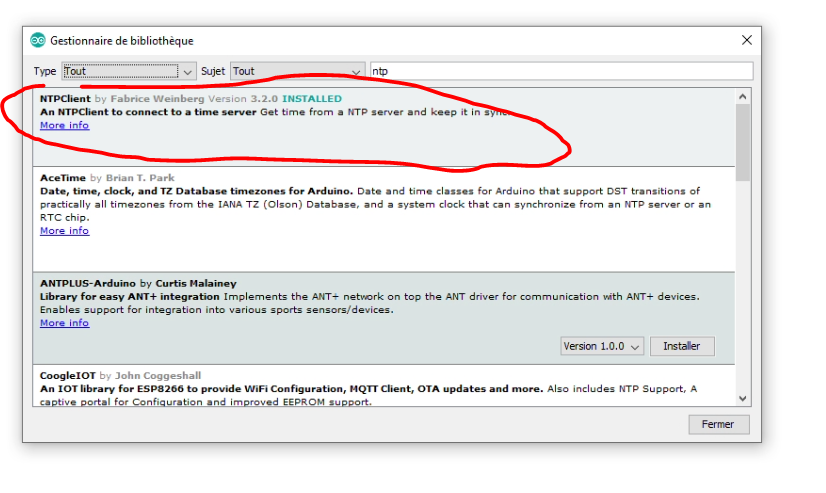 Gestionnaire de bibliothèque
Type Tout Sujet Tout ntp
NTPClient by Fabrice Weinberg Version 3.2.0 INSTALLED
An NTPClient to connect to a time server Get time from a NTP server and keep it in sync.
More info
AceTime by Brian T. Park
Date, time, clock, and TZ Database timezones for Arduino. Date and time classes for Arduino that support DST transitions of
practically all timezones from the IANA TZ (Olson) Database, and a system clock that can synchronize from an NTP server or an
RTC chip.
More info
ANTPLUS-Arduino by Curtis Malainey
Library for easy ANT+ integration Implements the ANT+ network on top the ANT driver for communication with ANT+ devices.
Enables support for integration into various sports sensors/devices.
More info
Version 1.0.0 Installer
CoogleIOT by John Coggeshall
An IOT library for ESP8266 to provide WiFi Configuration, MQTT Client, OTA updates and more. Also includes NTP Support, A
captive portal for Configuration and improved EEPROM support.
Fermer